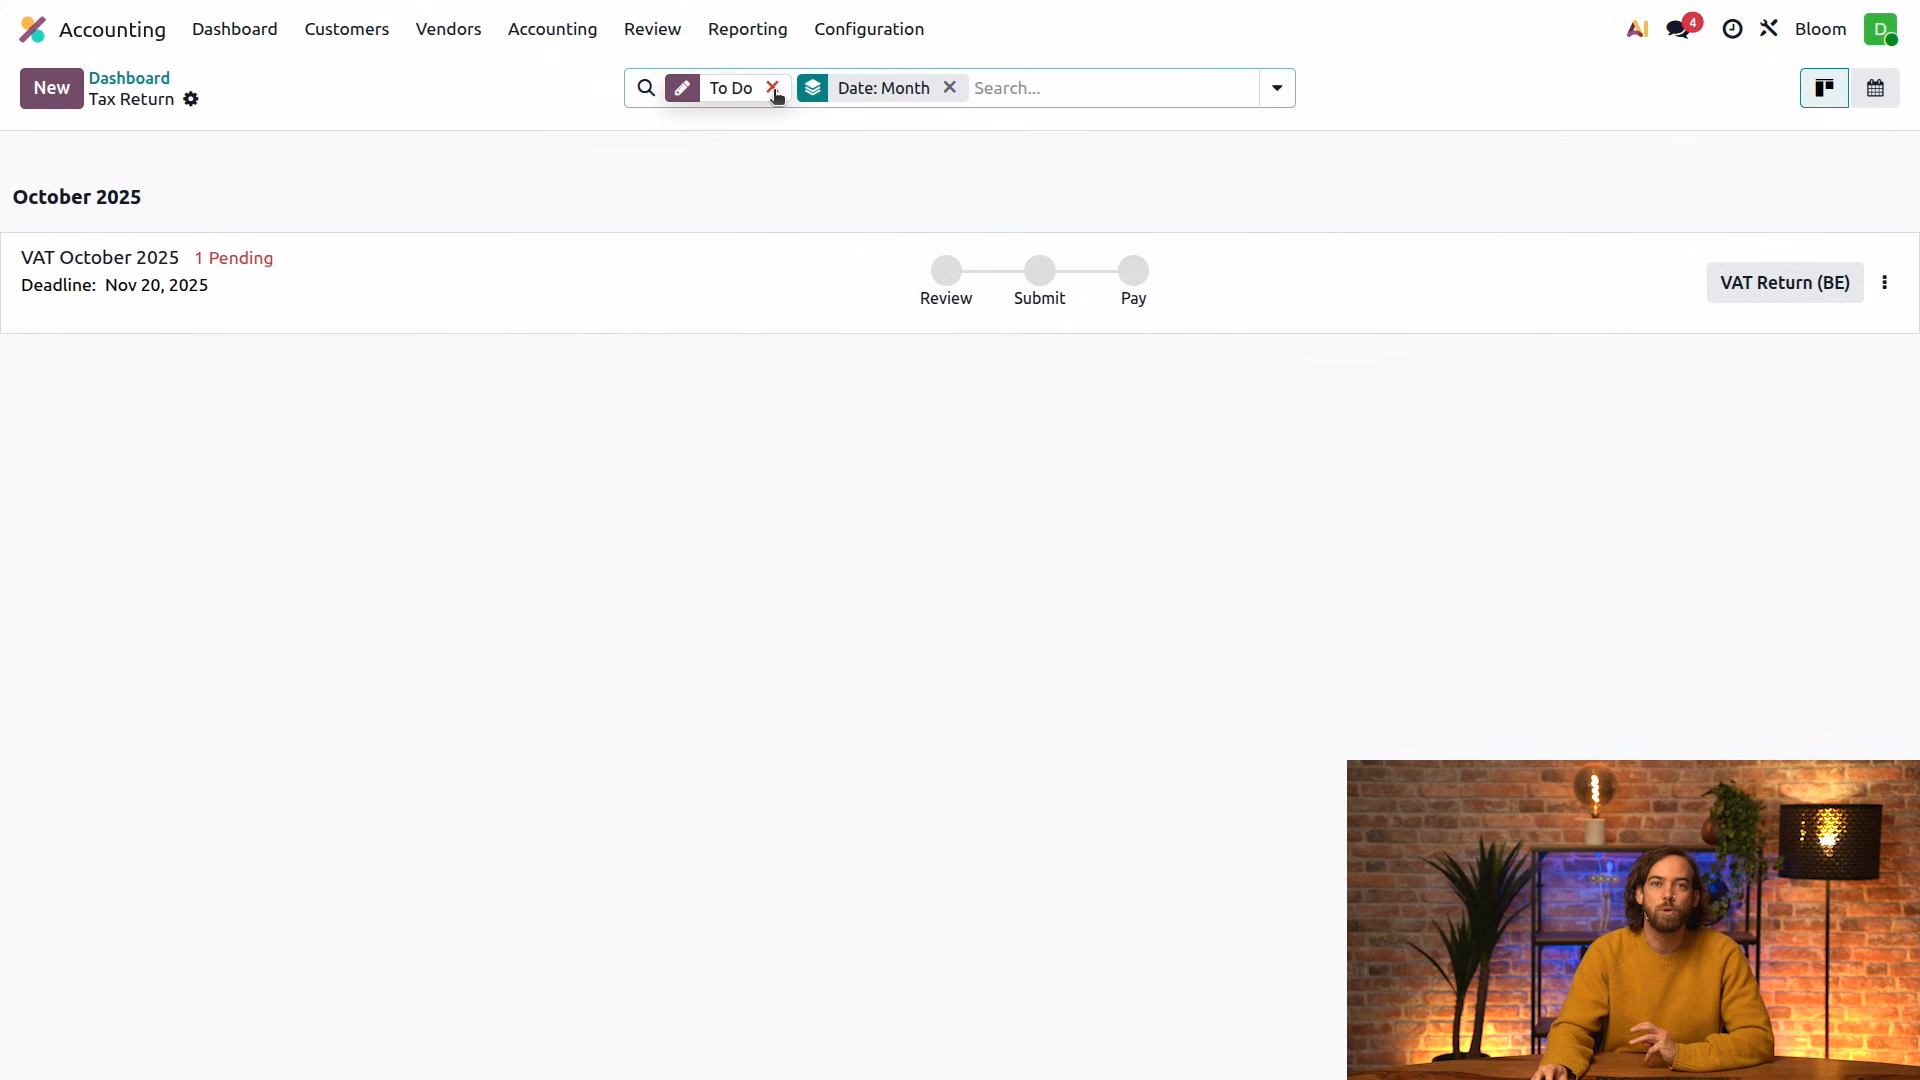 Accounting Dashboard Customers Vendors Accounting Review Reporting Configuration AI 4 Bloom D
New Dashboard
Tax Return
To Do Date: Month Search...
October 2025
VAT October 2025 1 Pending
Deadline: Nov 20, 2025
Review Submit Pay
VAT Return (BE)